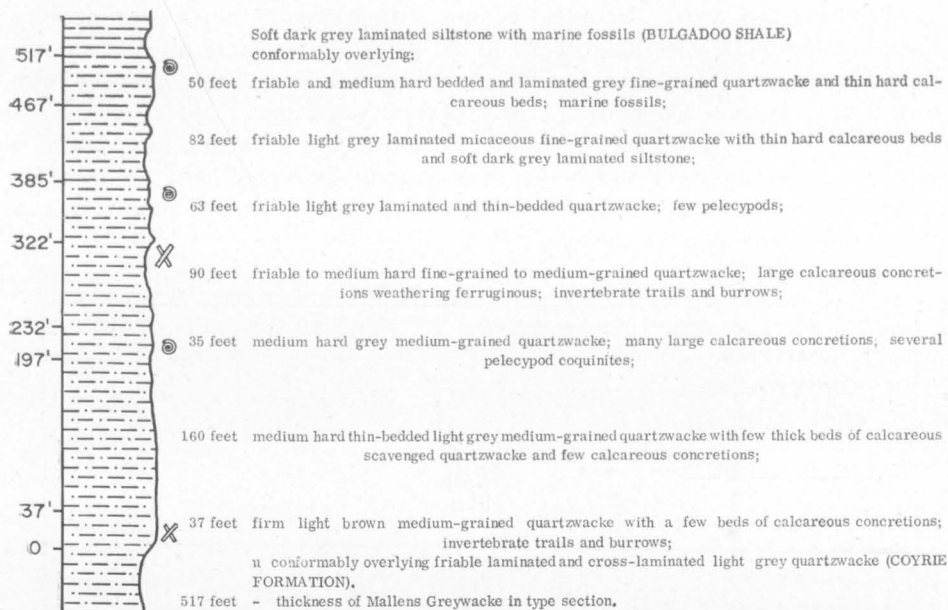 Soft dark grey laminated siltstone with marine fossils (BULGADOO SHALE)
conformably overlying:
517'
50 feet friable and medium hard bedded and laminated grey fine-grained quartzwacke and thin hard cal-
careous beds; marine fossils;
467'
82 feet friable light grey laminated micaceous fine-grained quartzwacke with thin hard calcareous beds
and soft dark grey laminated siltstone;
385'
63 feet friable light grey laminated and thin-bedded quartzwacke; few pelecypods;
322'
90 feet friable to medium hard fine-grained to medium-grained quartzwacke; large calcareous concret-
ions weathering ferruginous; invertebrate trails and burrows;
232'
35 feet medium hard grey medium-grained quartzwacke; many large calcareous concretions, several
pelecypod coquinites;
197'
160 feet medium hard thin-bedded light grey medium-grained quartzwacke with few thick beds of calcareous
scavenged quartzwacke and few calcareous concretions;
37'
37 feet firm light brown medium-grained quartzwacke with a few beds of calcareous concretions;
invertebrate trails and burrows;
0
u conformably overlying friable laminated and cross-laminated light grey quartzwacke (COYRIE
FORMATION).
517 feet - thickness of Mallens Greywacke in type section.